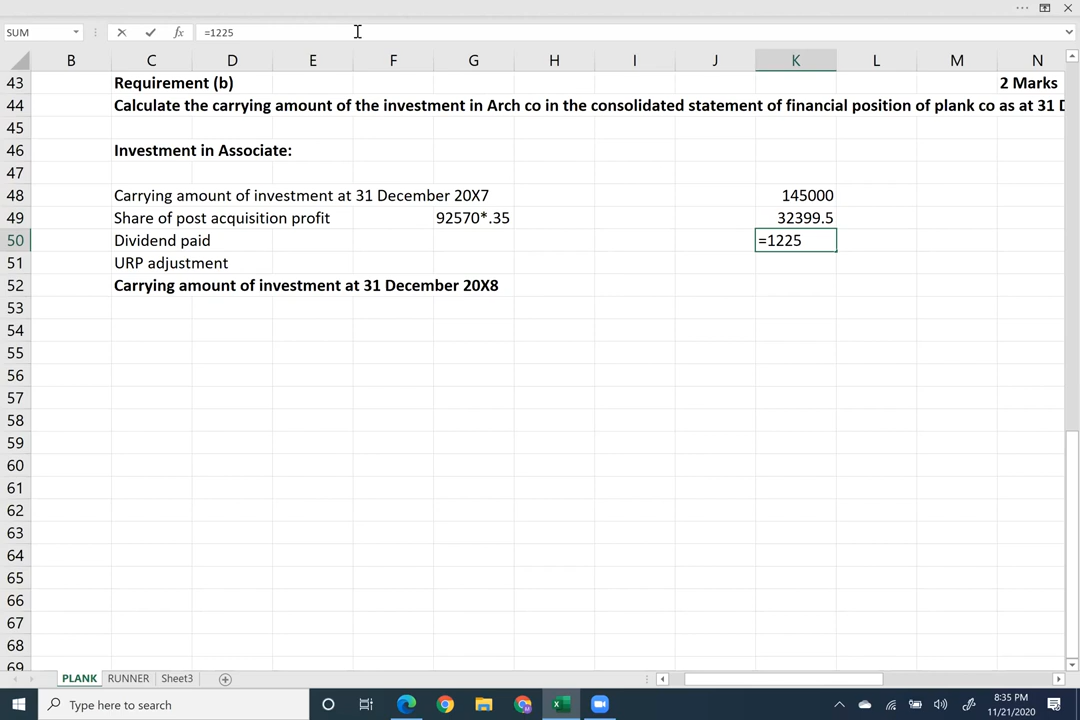 SUM
fx
=1225
B C D E F G H I J K L M N
43 Requirement (b) 2 Marks
44 Calculate the carrying amount of the investment in Arch co in the consolidated statement of financial position of plank co as at 31 D
45
46 Investment in Associate:
47
48 Carrying amount of investment at 31 December 20X7 145000
49 Share of post acquisition profit 92570*.35 32399.5
50 Dividend paid =1225
51 URP adjustment
52 Carrying amount of investment at 31 December 20X8
53
54
55
56
57
58
59
60
61
62
63
64
65
66
67
68
69
PLANK RUNNER Sheet3
Type here to search
8:35 PM
11/21/2020